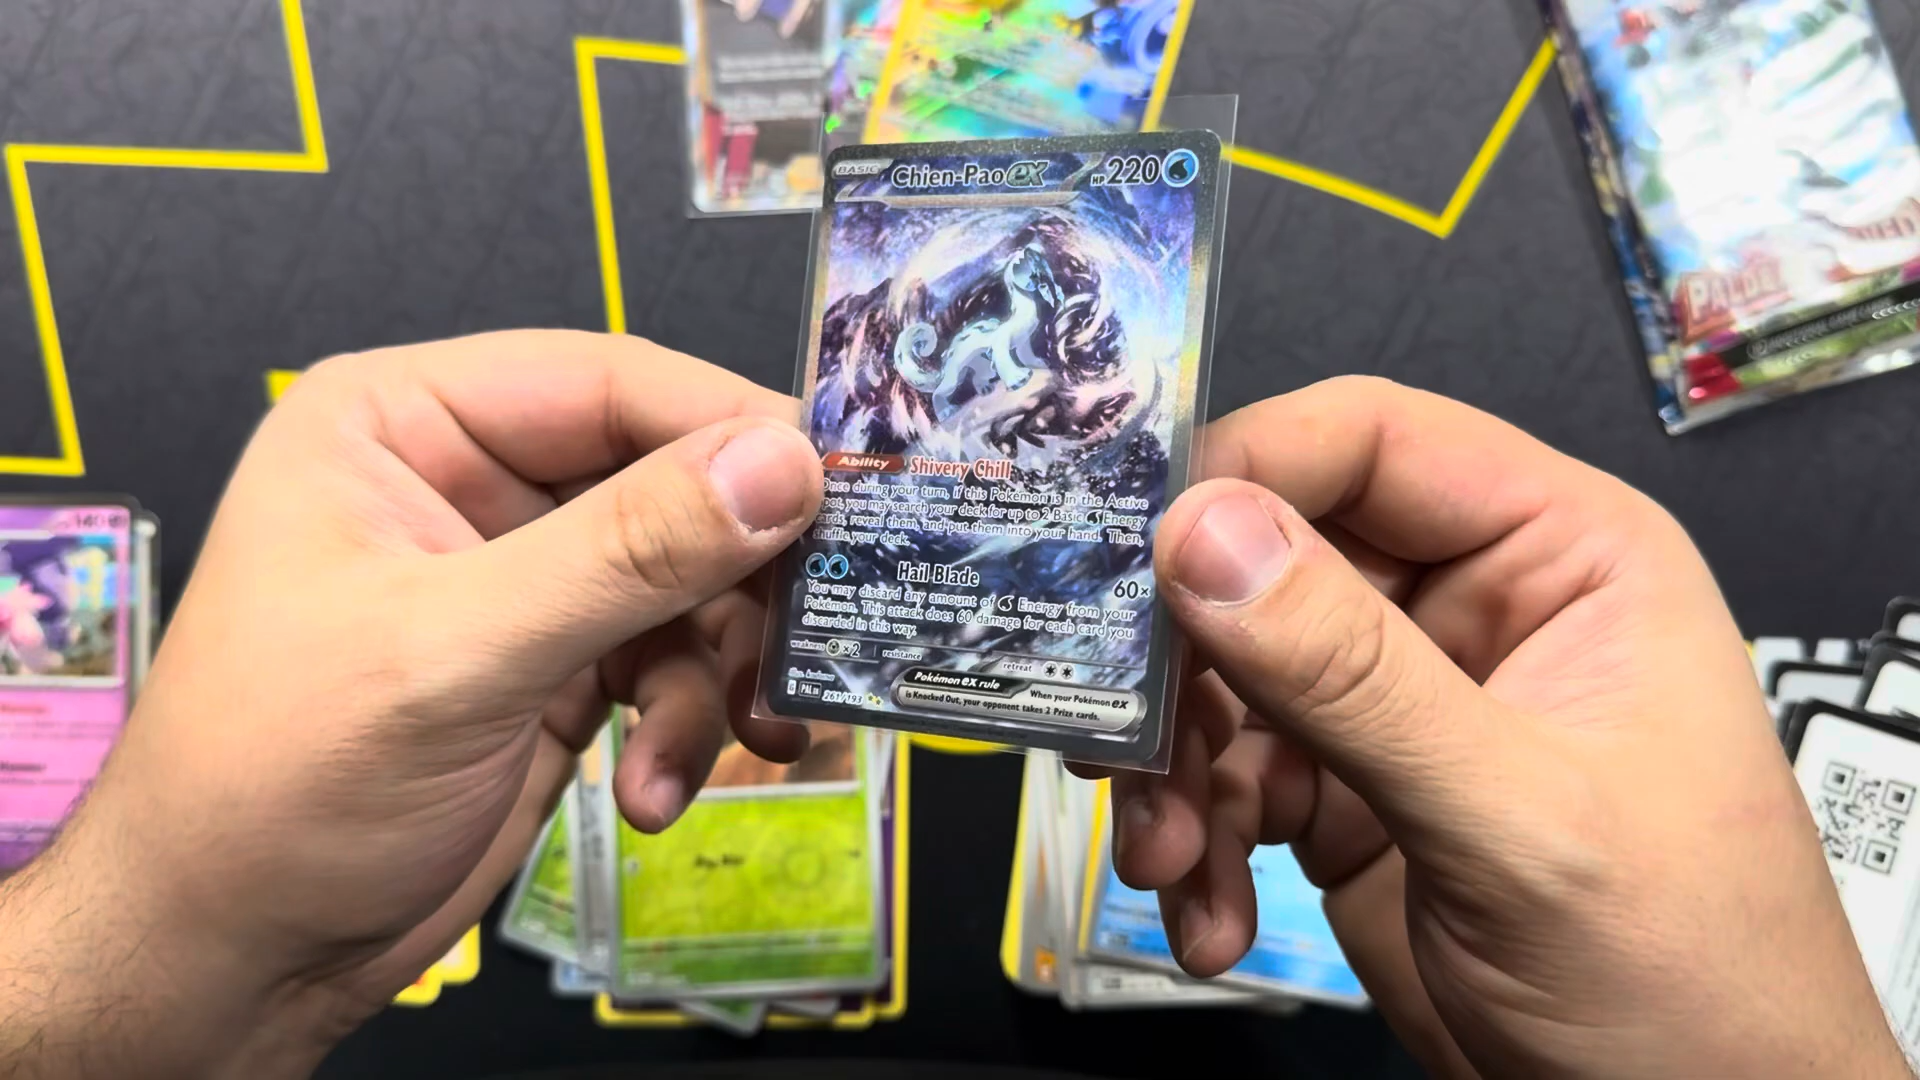 BASIC Chien-Pao ex HP 220
Ability Shivery Chill
Once during your turn, if this Pokémon is in the Active
Spot, you may search your deck for up to 2 Basic Energy
cards, reveal them, and put them into your hand. Then,
shuffle your deck.
Hail Blade 60×
You may discard any amount of Energy from your
Pokémon. This attack does 60 damage for each card you
discarded in this way.
weakness ×2 resistance retreat
Pokémon ex rule When your Pokémon ex
is Knocked Out, your opponent takes 2 Prize cards.
G PAL EN 261/193
140
PALDE